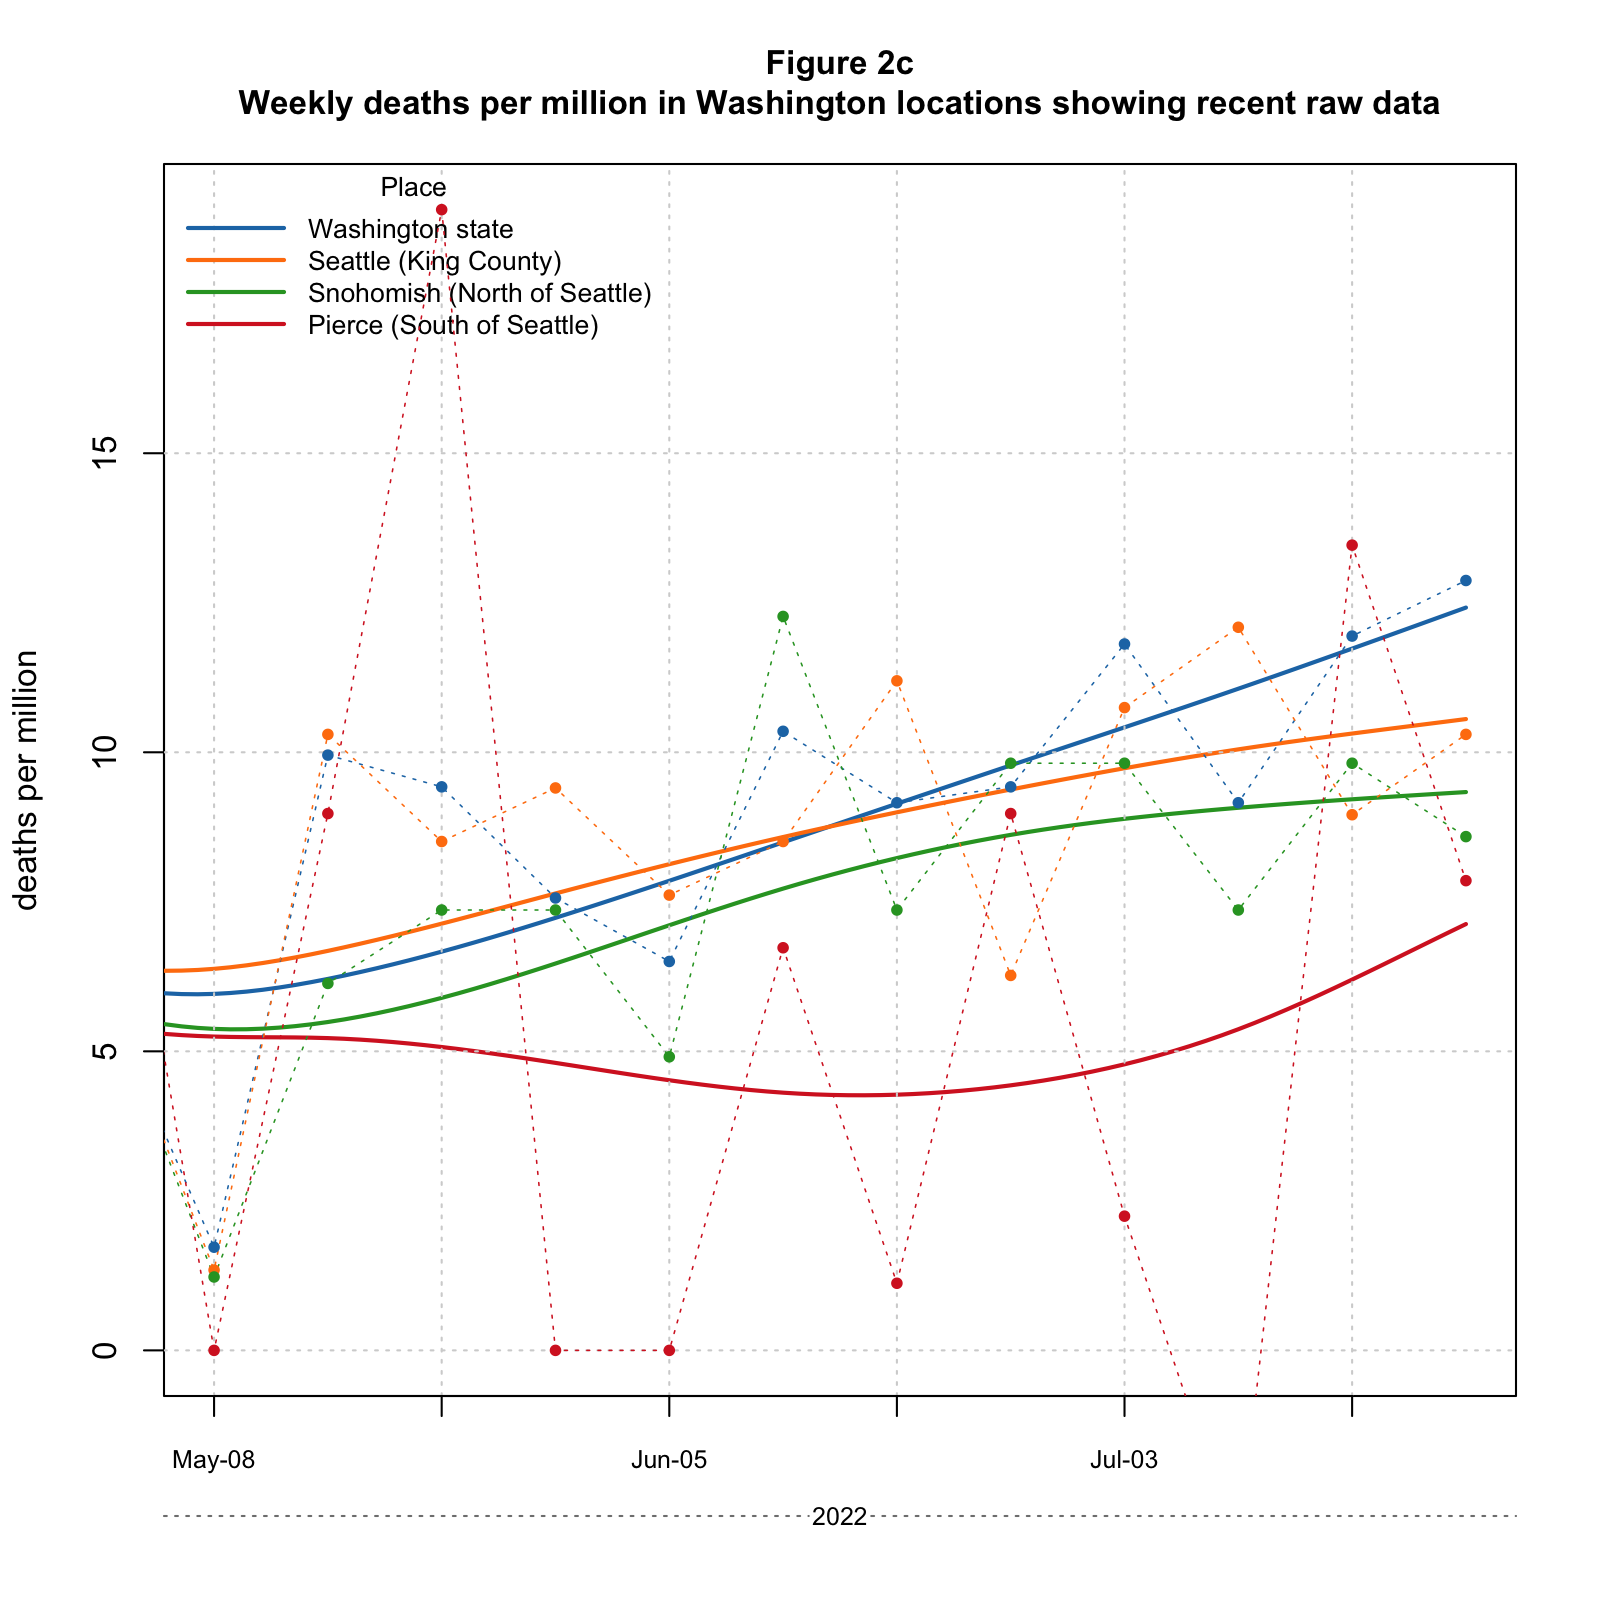 Figure 2c
Weekly deaths per million in Washington locations showing recent raw data
Place
Washington state
Seattle (King County)
Snohomish (North of Seattle)
Pierce (South of Seattle)
deaths per million
15
10
5
0
May-08
Jun-05
Jul-03
2022